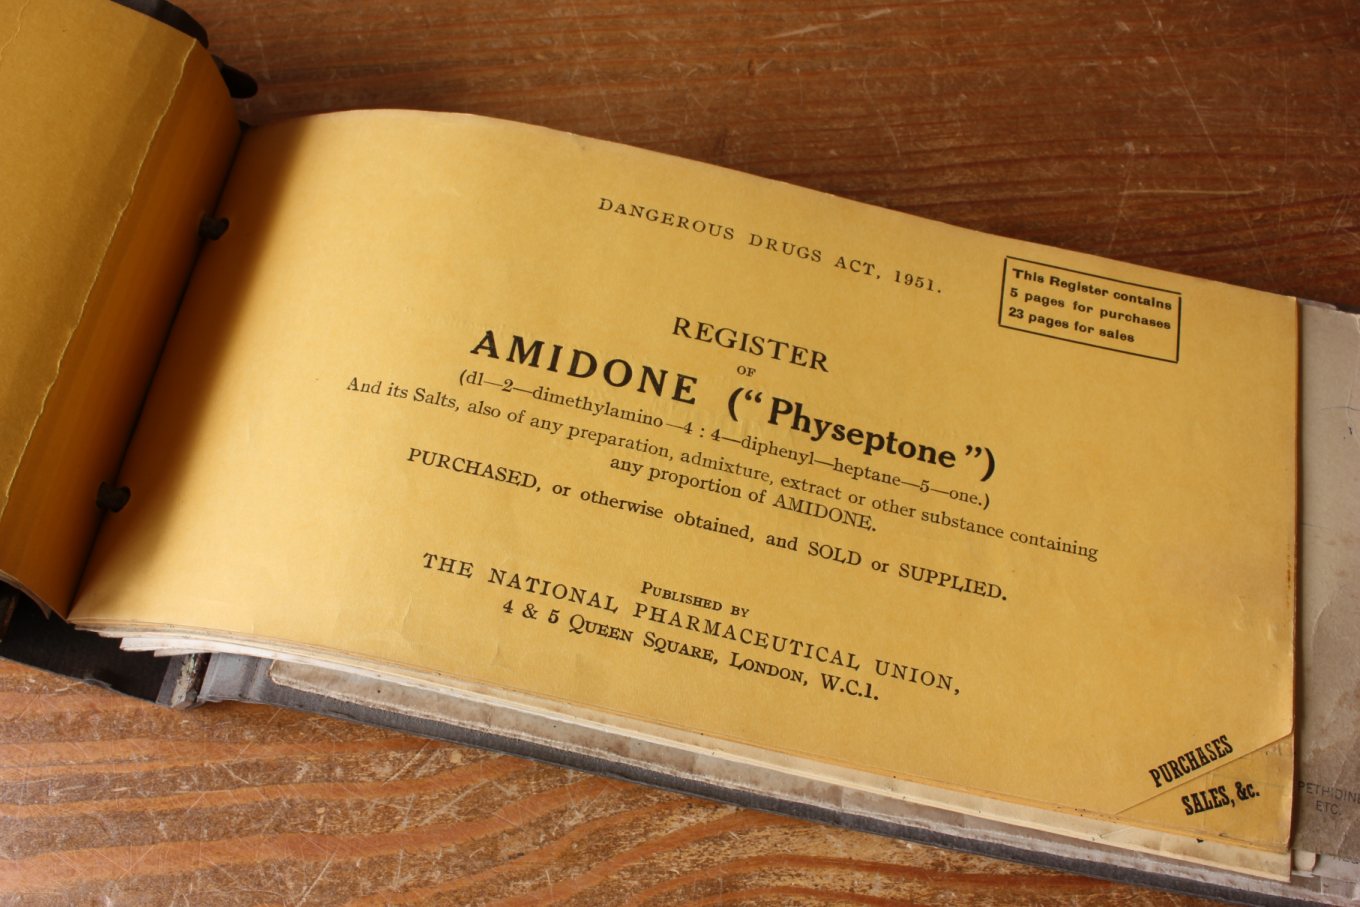 DANGEROUS DRUGS ACT, 1951.
This Register contains
5 pages for purchases
23 pages for sales
REGISTER
OF
AMIDONE ("Physeptone")
(dl—2—dimethylamino—4 : 4—diphenyl—heptane—5—one.)
And its Salts, also of any preparation, admixture, extract or other substance containing
any proportion of AMIDONE.
PURCHASED, or otherwise obtained, and SOLD or SUPPLIED.
PUBLISHED BY
THE NATIONAL PHARMACEUTICAL UNION,
4 & 5 QUEEN SQUARE, LONDON, W.C.1.
PURCHASES
SALES, &c.
PETHIDINE
ETC.